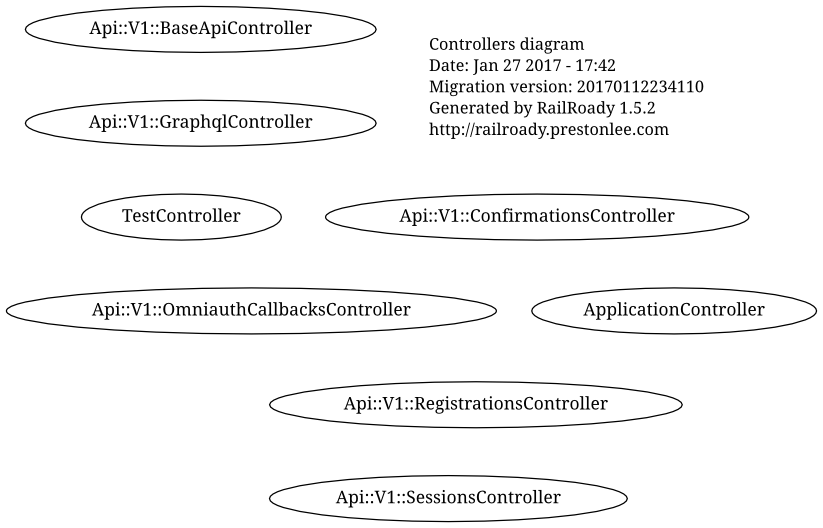 Api::V1::BaseApiController
Controllers diagram
Date: Jan 27 2017 - 17:42
Migration version: 20170112234110
Generated by RailRoady 1.5.2
http://railroady.prestonlee.com
Api::V1::GraphqlController
TestController
Api::V1::ConfirmationsController
Api::V1::OmniauthCallbacksController
ApplicationController
Api::V1::RegistrationsController
Api::V1::SessionsController